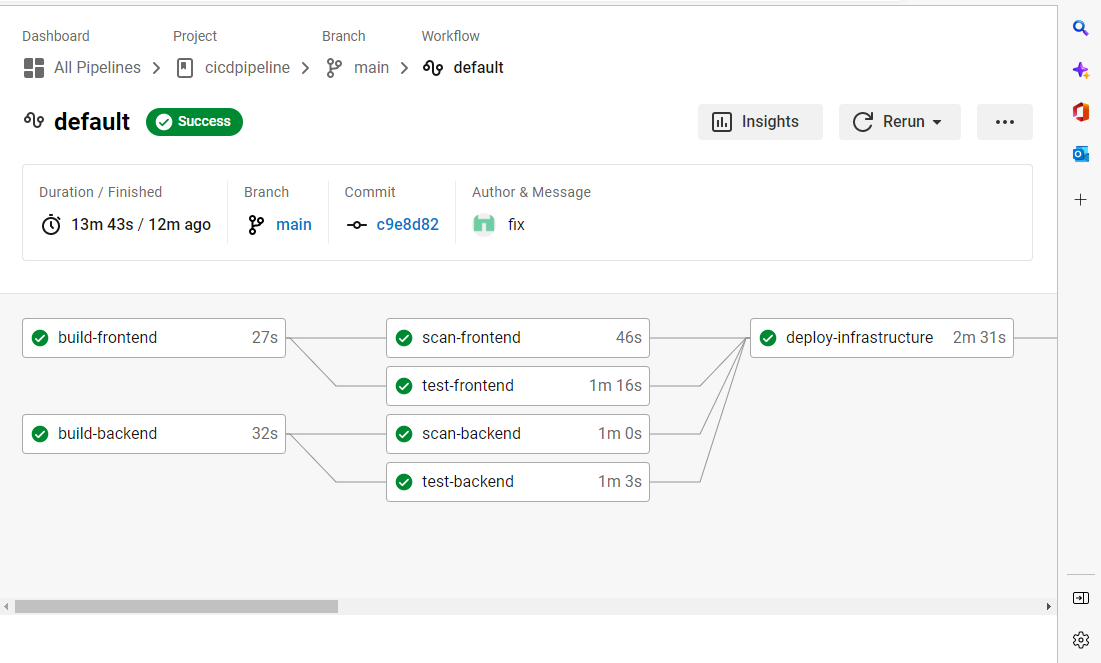 Dashboard Project Branch Workflow
All Pipelines cicdpipeline main default
default Success Insights Rerun
Duration / Finished Branch Commit Author & Message
13m 43s / 12m ago main c9e8d82 fix
build-frontend 27s scan-frontend 46s deploy-infrastructure 2m 31s
test-frontend 1m 16s
build-backend 32s scan-backend 1m 0s
test-backend 1m 3s